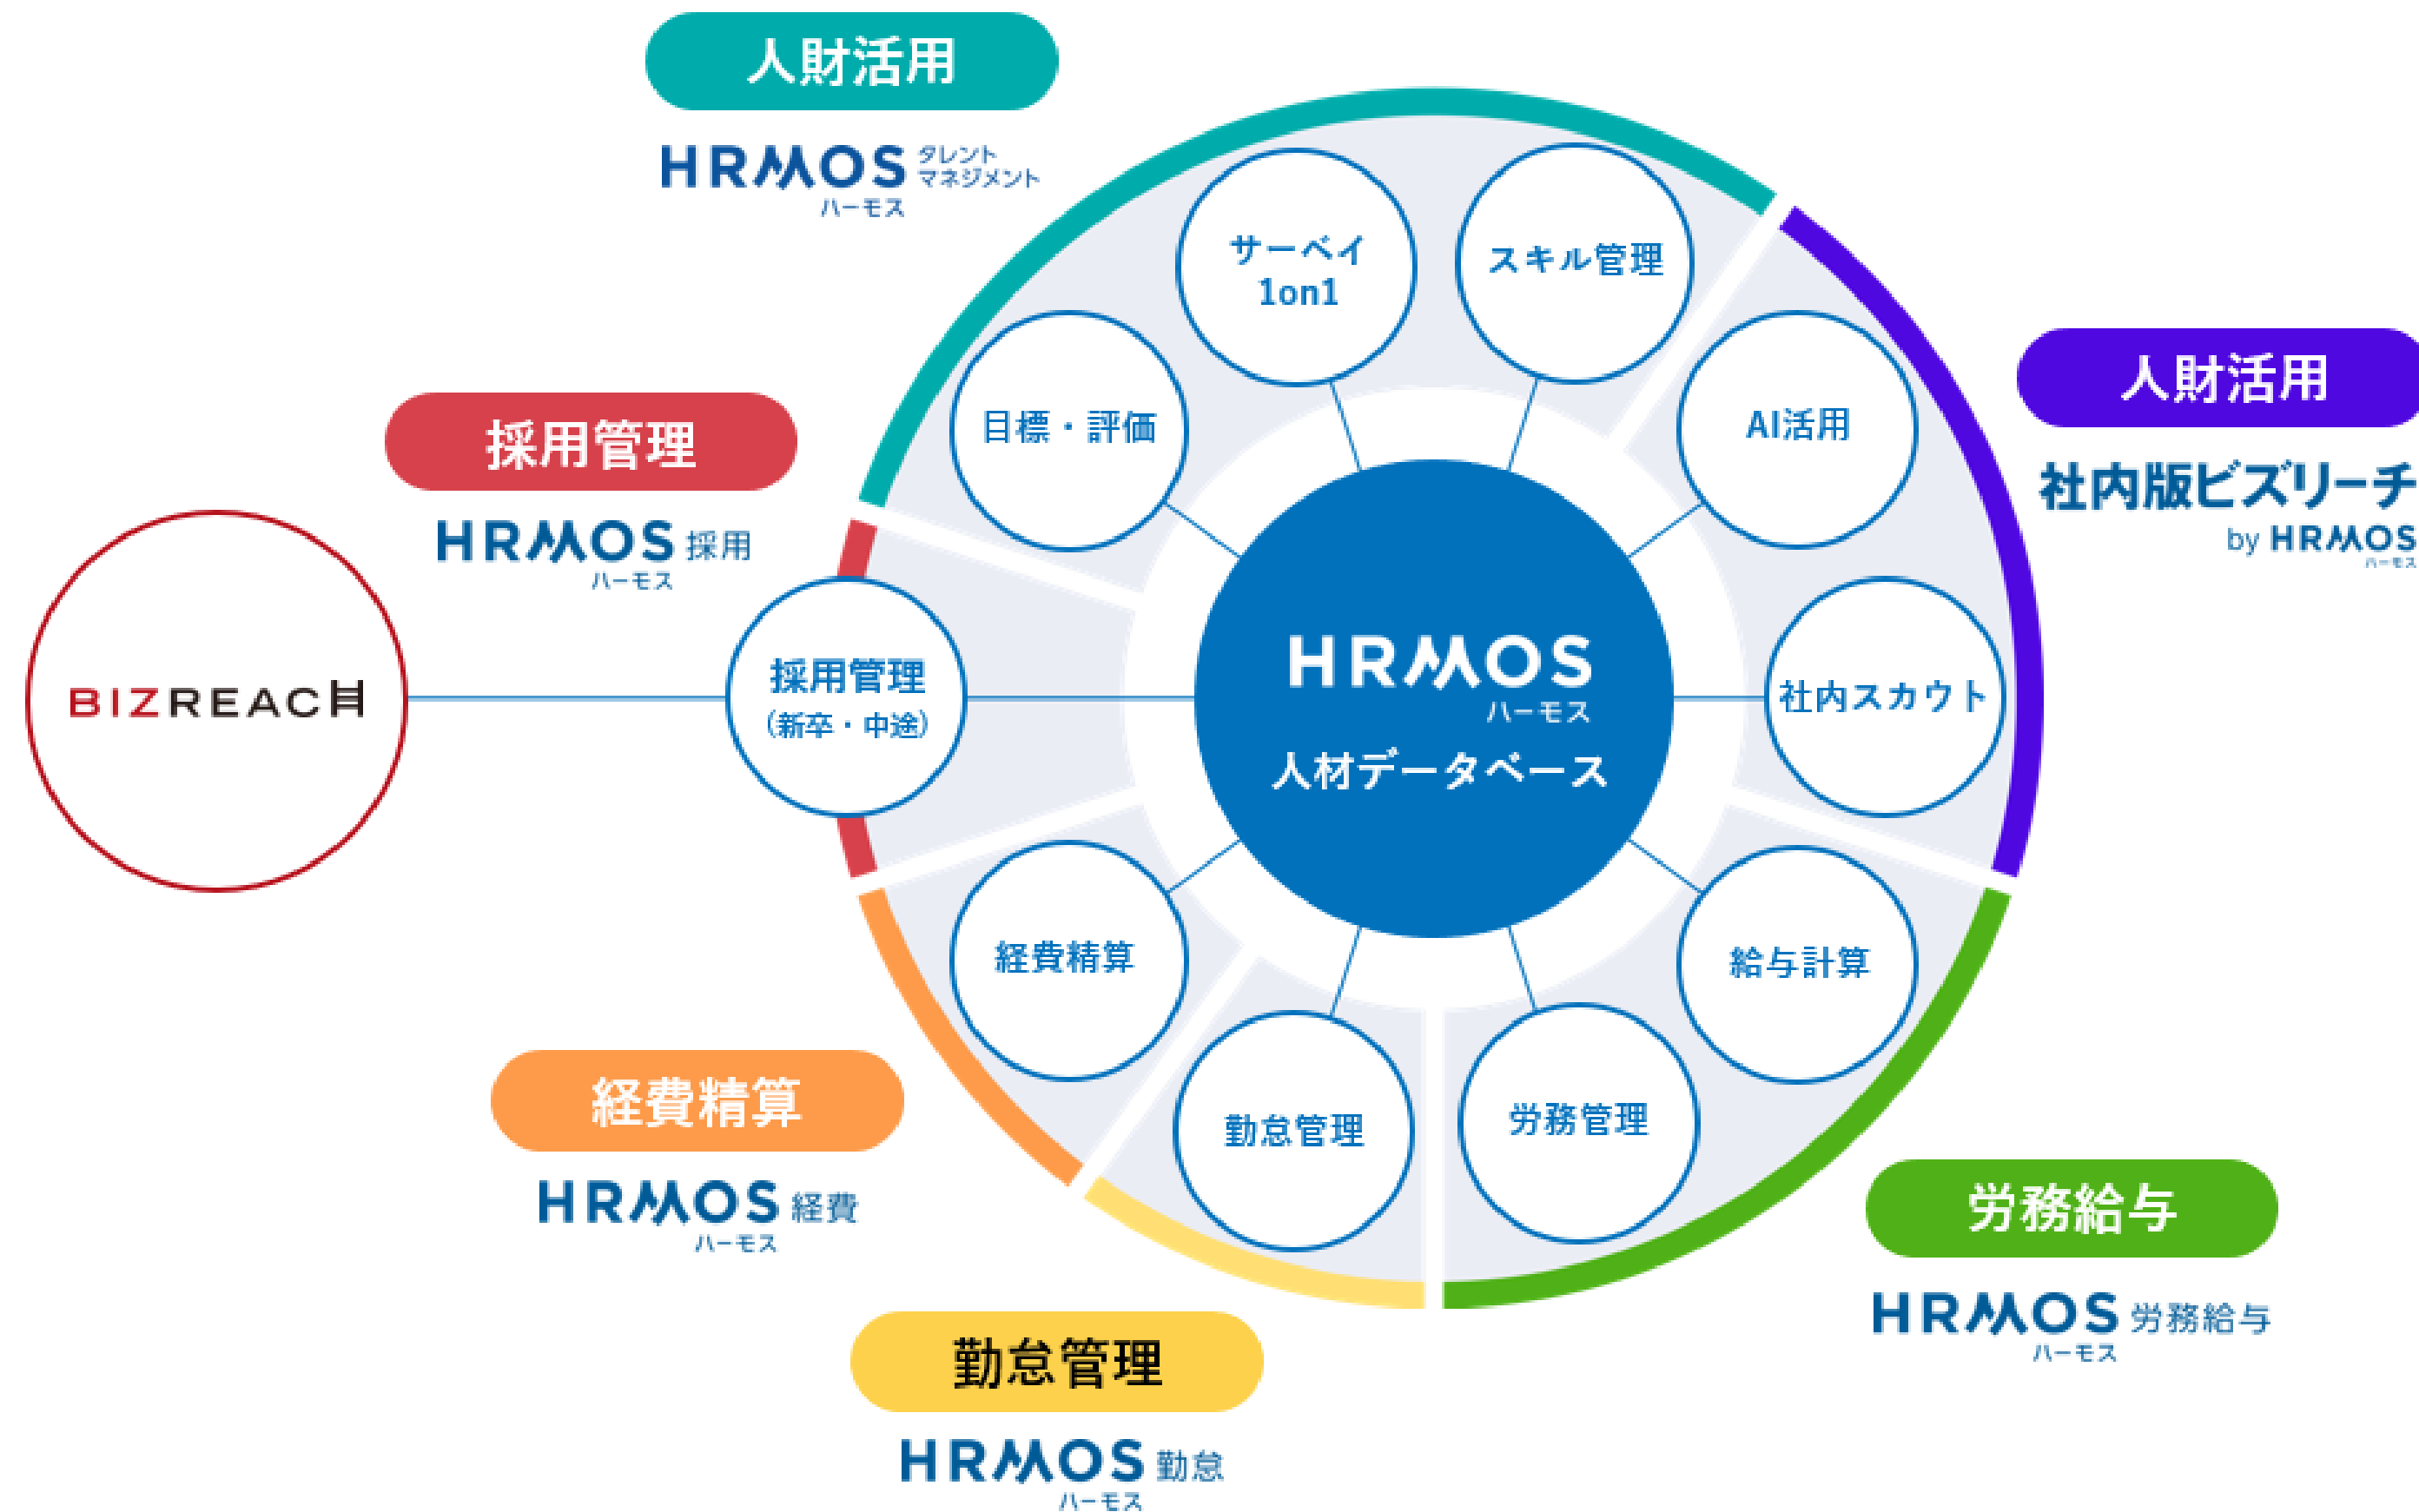 人財活用
HRMOS タレント
マネジメント
ハーモス
サーベイ
1on1
スキル管理
目標・評価
AI活用
人財活用
社内版ビズリーチ
by HRMOS
ハーモス
採用管理
HRMOS 採用
ハーモス
BIZREACH
採用管理
（新卒・中途）
HRMOS
ハーモス
人材データベース
社内スカウト
経費精算
給与計算
勤怠管理
労務管理
経費精算
HRMOS 経費
ハーモス
労務給与
HRMOS 労務給与
ハーモス
勤怠管理
HRMOS 勤怠
ハーモス